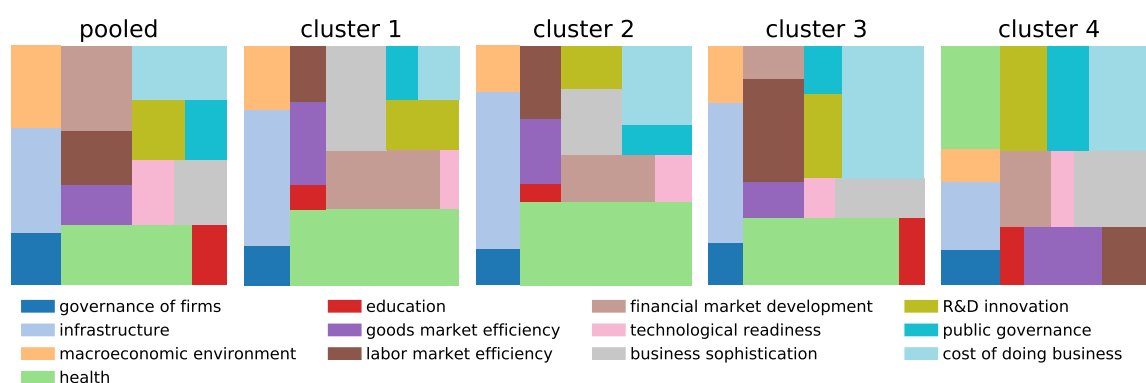 pooled
cluster 1
cluster 2
cluster 3
cluster 4
governance of firms
infrastructure
macroeconomic environment
health
education
goods market efficiency
labor market efficiency
financial market development
technological readiness
business sophistication
R&D innovation
public governance
cost of doing business